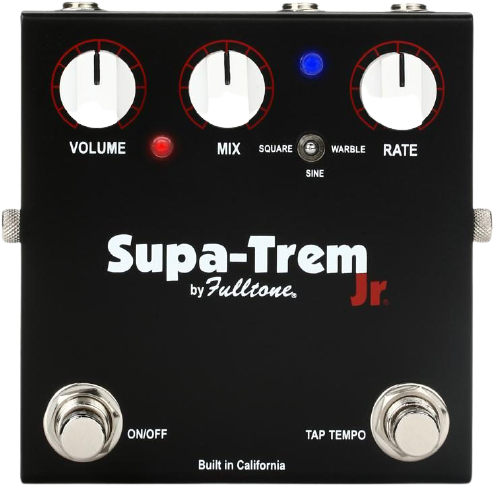 VOLUME
MIX
SQUARE
WARBLE
SINE
RATE
Supa-Trem
by Fulltone®
Jr®
ON/OFF
TAP TEMPO
Built in California